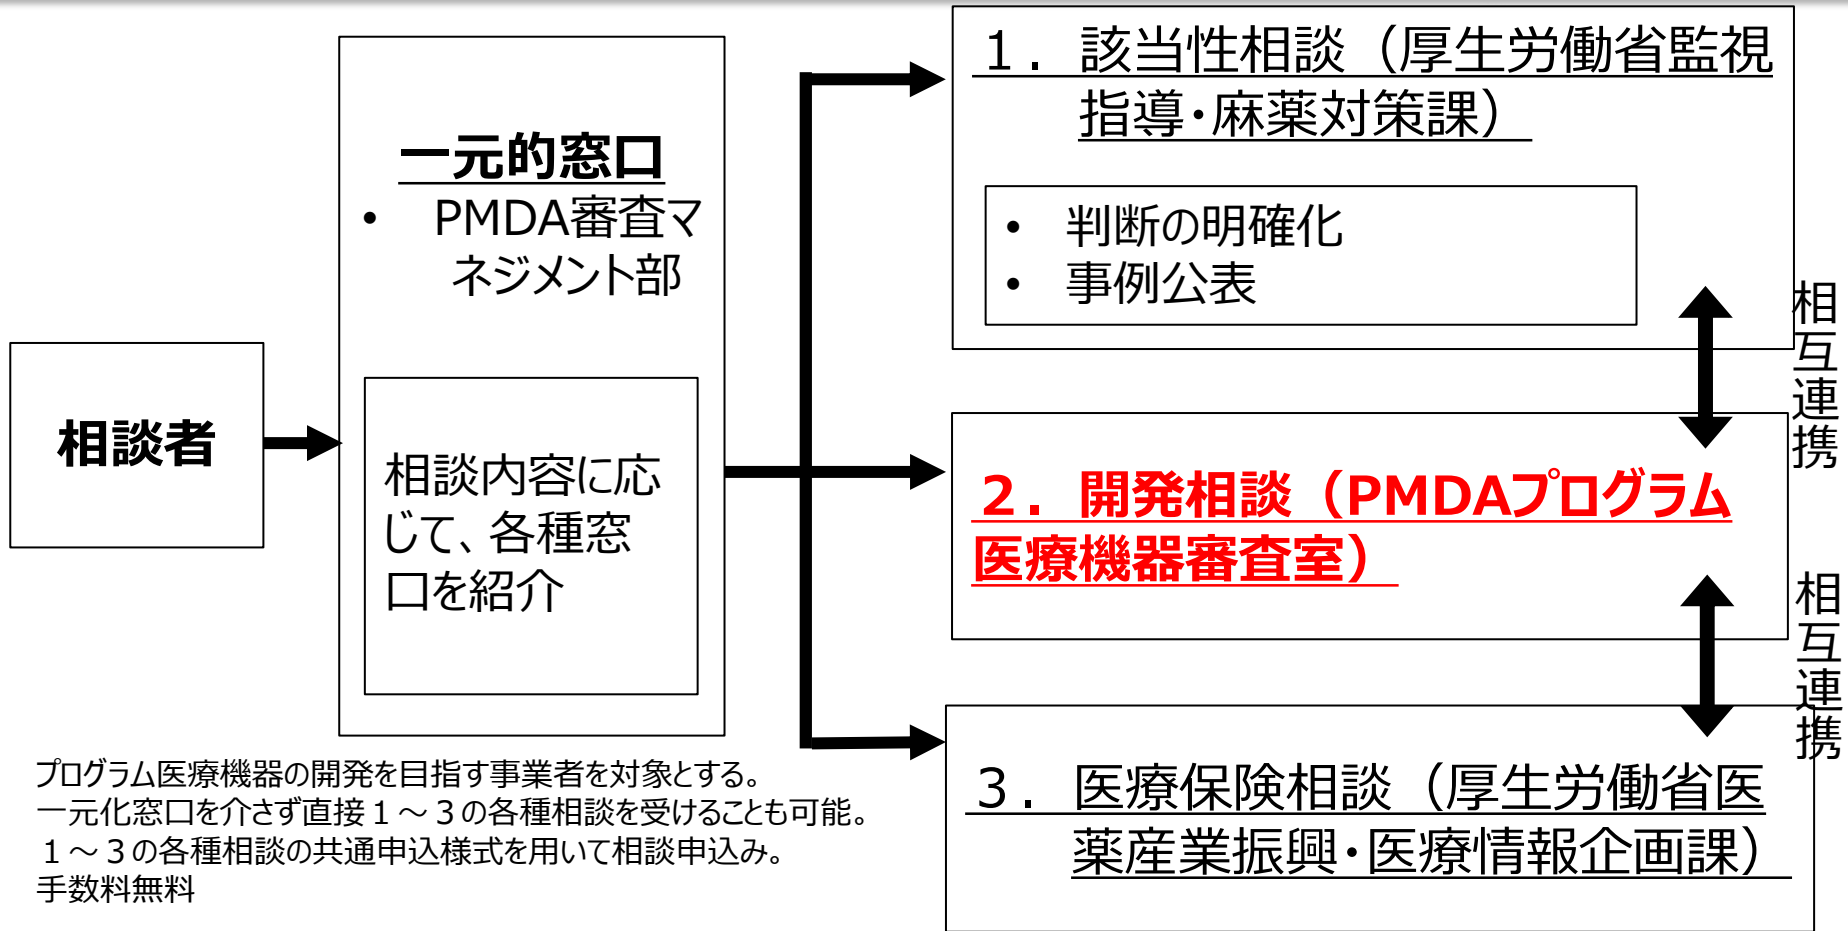 相談者
一元的窓口
• PMDA審査マ
ネジメント部
相談内容に応
じて、各種窓
口を紹介
１．該当性相談（厚生労働省監視
指導・麻薬対策課）
• 判断の明確化
• 事例公表
相互連携
２．開発相談（PMDAプログラム
医療機器審査室）
相互連携
３．医療保険相談（厚生労働省医
薬産業振興・医療情報企画課）
プログラム医療機器の開発を目指す事業者を対象とする。
一元化窓口を介さず直接１～３の各種相談を受けることも可能。
１～３の各種相談の共通申込様式を用いて相談申込み。
手数料無料